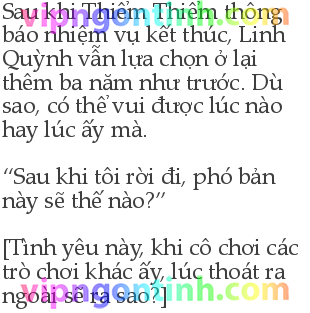 Sau khi Thiểm Thiểm thông
báo nhiệm vụ kết thúc, Linh
Quỳnh vẫn lựa chọn ở lại
thêm ba năm như trước. Dù
sao, có thể vui được lúc nào
hay lúc ấy mà.
“Sau khi tôi rời đi, phó bản
này sẽ thế nào?”
[Tình yêu này, khi cô chơi các
trò chơi khác ấy, lúc thoát ra
ngoài sẽ ra sao?]
vipngontinh.com
vipngontinh.com